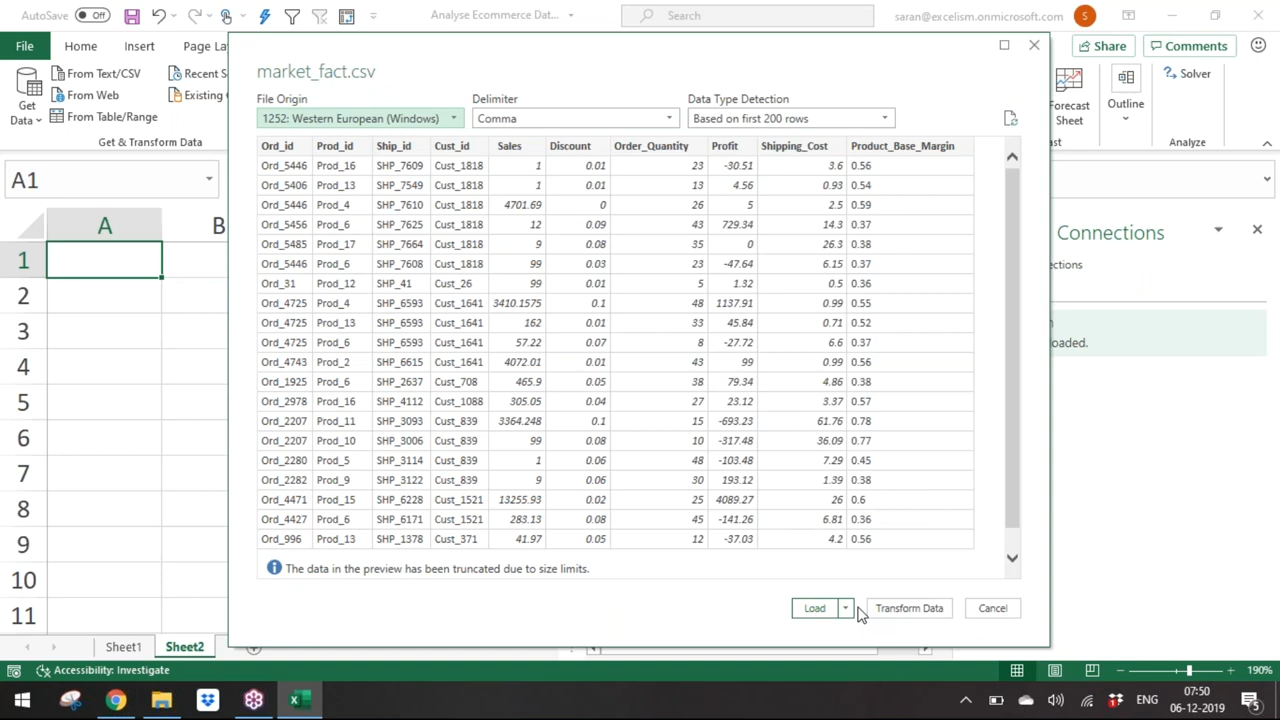 AutoSave Off Analyse Ecommerce Dat... Search saran@excelism.onmicrosoft.com S
File Home Insert Page La Share Comments
Get Data
From Text/CSV
From Web
From Table/Range
Recent S
Existing
Get & Transform Data
Forecast Sheet
Outline
Solver
ast
Analyze
A1
market_fact.csv
File Origin Delimiter Data Type Detection
1252: Western European (Windows) Comma Based on first 200 rows
Ord_id Prod_id Ship_id Cust_id Sales Discount Order_Quantity Profit Shipping_Cost Product_Base_Margin
Ord_5446 Prod_16 SHP_7609 Cust_1818 1 0.01 23 -30.51 3.6 0.56
Ord_5406 Prod_13 SHP_7549 Cust_1818 1 0.01 13 4.56 0.93 0.54
Ord_5446 Prod_4 SHP_7610 Cust_1818 4701.69 0 26 5 2.5 0.59
Ord_5456 Prod_6 SHP_7625 Cust_1818 12 0.09 43 729.34 14.3 0.37
Ord_5485 Prod_17 SHP_7664 Cust_1818 9 0.08 35 0 26.3 0.38
Ord_5446 Prod_6 SHP_7608 Cust_1818 99 0.03 23 -47.64 6.15 0.37
Ord_31 Prod_12 SHP_41 Cust_26 99 0.01 5 1.32 0.5 0.36
Ord_4725 Prod_4 SHP_6593 Cust_1641 3410.1575 0.1 48 1137.91 0.99 0.55
Ord_4725 Prod_13 SHP_6593 Cust_1641 162 0.01 33 45.84 0.71 0.52
Ord_4725 Prod_6 SHP_6593 Cust_1641 57.22 0.07 8 -27.72 6.6 0.37
Ord_4743 Prod_2 SHP_6615 Cust_1641 4072.01 0.01 43 99 0.99 0.56
Ord_1925 Prod_6 SHP_2637 Cust_708 465.9 0.05 38 79.34 4.86 0.38
Ord_2978 Prod_16 SHP_4112 Cust_1088 305.05 0.04 27 23.12 3.37 0.57
Ord_2207 Prod_11 SHP_3093 Cust_839 3364.248 0.1 15 -693.23 61.76 0.78
Ord_2207 Prod_10 SHP_3006 Cust_839 99 0.08 10 -317.48 36.09 0.77
Ord_2280 Prod_5 SHP_3114 Cust_839 1 0.06 48 -103.48 7.29 0.45
Ord_2282 Prod_9 SHP_3122 Cust_839 9 0.06 30 193.12 1.39 0.38
Ord_4471 Prod_15 SHP_6228 Cust_1521 13255.93 0.02 25 4089.27 26 0.6
Ord_4427 Prod_6 SHP_6171 Cust_1521 283.13 0.08 45 -141.26 6.81 0.36
Ord_996 Prod_13 SHP_1378 Cust_371 41.97 0.05 12 -37.03 4.2 0.56
The data in the preview has been truncated due to size limits.
Load Transform Data Cancel
Connections
ections
n
oaded.
A B
1
2
3
4
5
6
7
8
9
10
11
Sheet1 Sheet2
Accessibility: Investigate 190%
ENG 07:50
06-12-2019 5